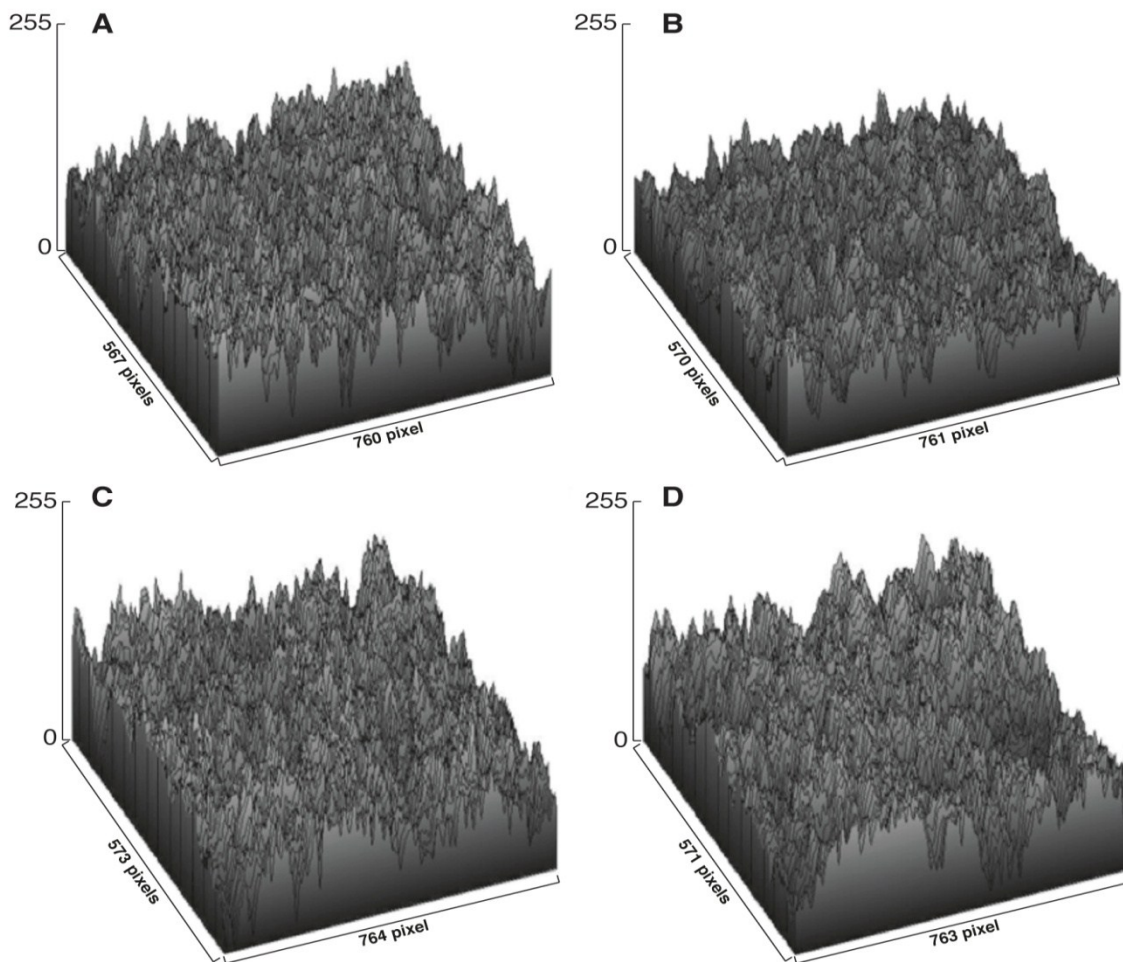 255
A
0
567 pixels
760 pixel
255
B
0
570 pixels
761 pixel
255
C
0
573 pixels
764 pixel
255
D
0
571 pixels
763 pixel